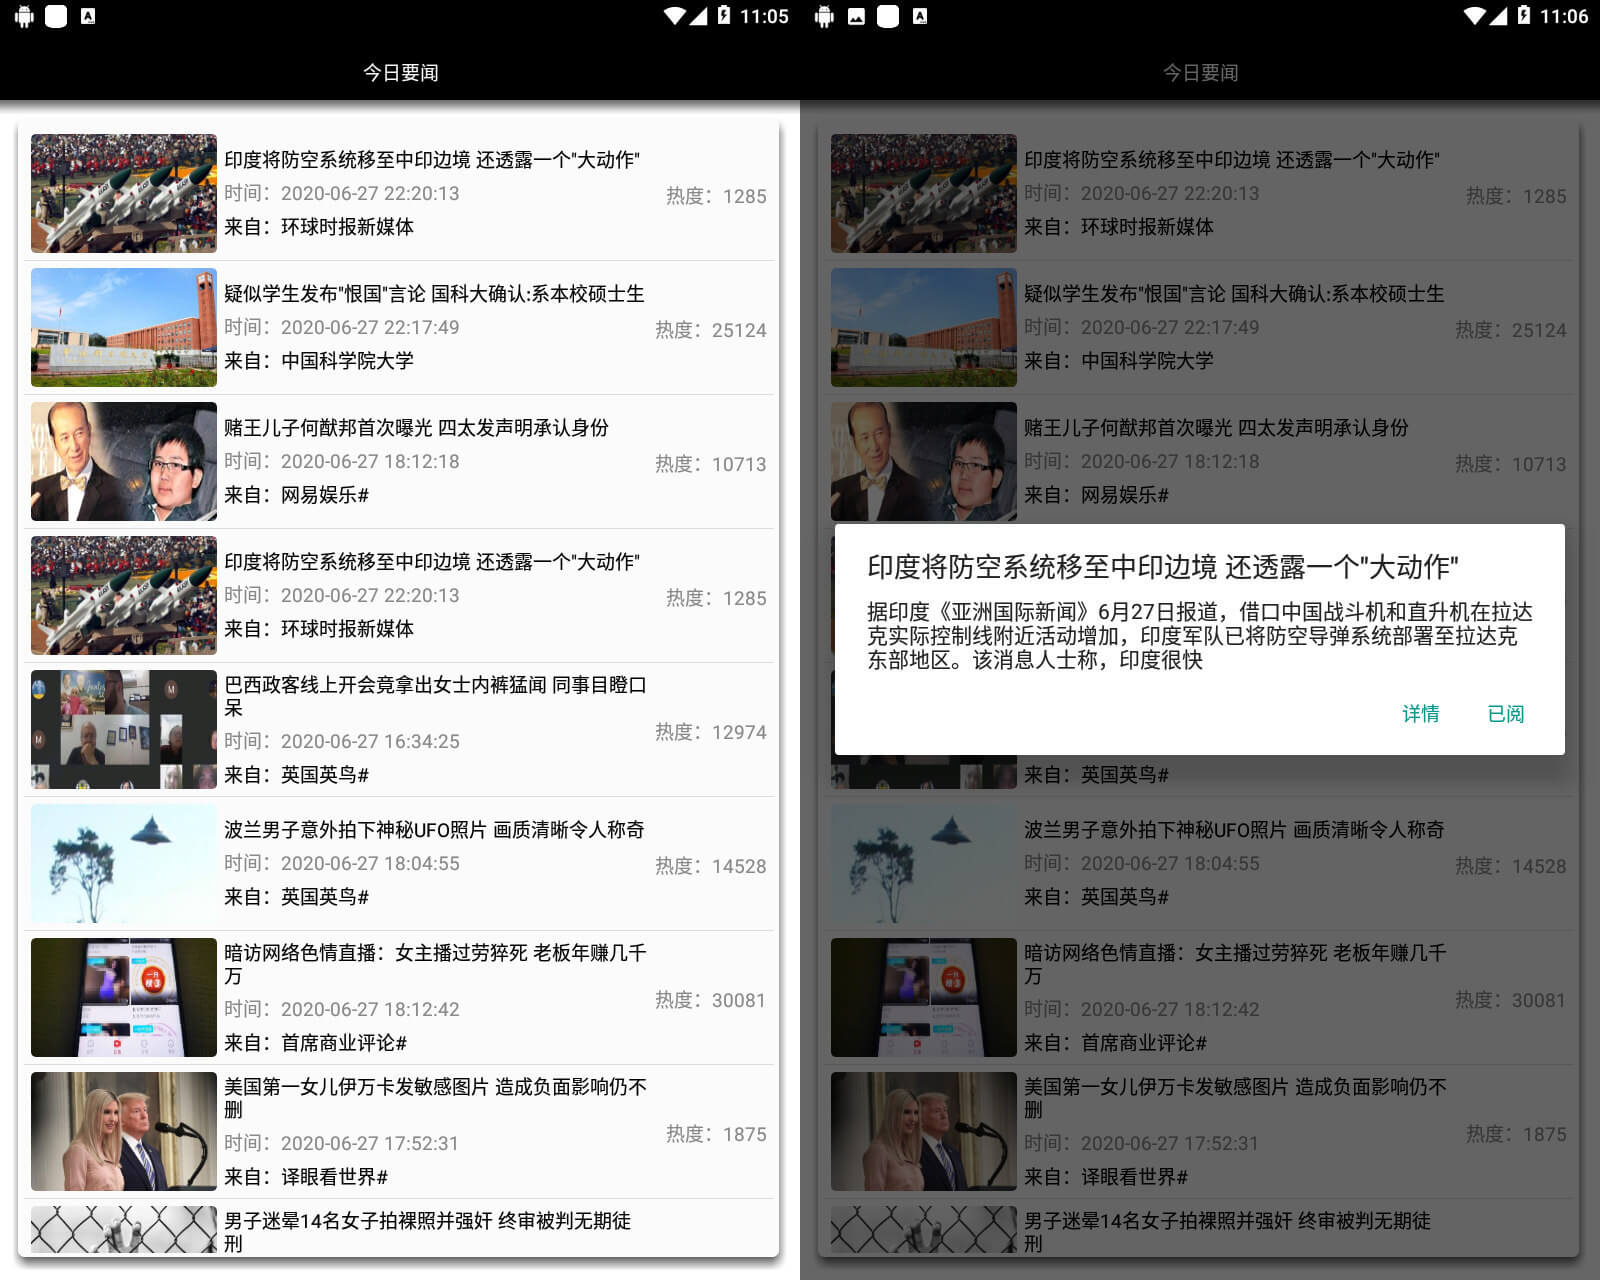 11:05
今日要闻
印度将防空系统移至中印边境 还透露一个"大动作"
时间：2020-06-27 22:20:13
热度：1285
来自：环球时报新媒体
疑似学生发布"恨国"言论 国科大确认:系本校硕士生
时间：2020-06-27 22:17:49
热度：25124
来自：中国科学院大学
赌王儿子何猷邦首次曝光 四太发声明承认身份
时间：2020-06-27 18:12:18
热度：10713
来自：网易娱乐#
印度将防空系统移至中印边境 还透露一个"大动作"
时间：2020-06-27 22:20:13
热度：1285
来自：环球时报新媒体
巴西政客线上开会竟拿出女士内裤猛闻 同事目瞪口
呆
时间：2020-06-27 16:34:25
热度：12974
来自：英国英鸟#
波兰男子意外拍下神秘UFO照片 画质清晰令人称奇
时间：2020-06-27 18:04:55
热度：14528
来自：英国英鸟#
暗访网络色情直播：女主播过劳猝死 老板年赚几千
万
时间：2020-06-27 18:12:42
热度：30081
来自：首席商业评论#
美国第一女儿伊万卡发敏感图片 造成负面影响仍不
删
时间：2020-06-27 17:52:31
热度：1875
来自：译眼看世界#
男子迷晕14名女子拍裸照并强奸 终审被判无期徒
刑
11:06
今日要闻
印度将防空系统移至中印边境 还透露一个"大动作"
时间：2020-06-27 22:20:13
热度：1285
来自：环球时报新媒体
疑似学生发布"恨国"言论 国科大确认:系本校硕士生
时间：2020-06-27 22:17:49
热度：25124
来自：中国科学院大学
赌王儿子何猷邦首次曝光 四太发声明承认身份
时间：2020-06-27 18:12:18
热度：10713
来自：网易娱乐#
印度将防空系统移至中印边境 还透露一个"大动作"
据印度《亚洲国际新闻》6月27日报道，借口中国战斗机和直升机在拉达
克实际控制线附近活动增加，印度军队已将防空导弹系统部署至拉达克
东部地区。该消息人士称，印度很快
详情
已阅
来自：英国英鸟#
波兰男子意外拍下神秘UFO照片 画质清晰令人称奇
时间：2020-06-27 18:04:55
热度：14528
来自：英国英鸟#
暗访网络色情直播：女主播过劳猝死 老板年赚几千
万
时间：2020-06-27 18:12:42
热度：30081
来自：首席商业评论#
美国第一女儿伊万卡发敏感图片 造成负面影响仍不
删
时间：2020-06-27 17:52:31
热度：1875
来自：译眼看世界#
男子迷晕14名女子拍裸照并强奸 终审被判无期徒
刑